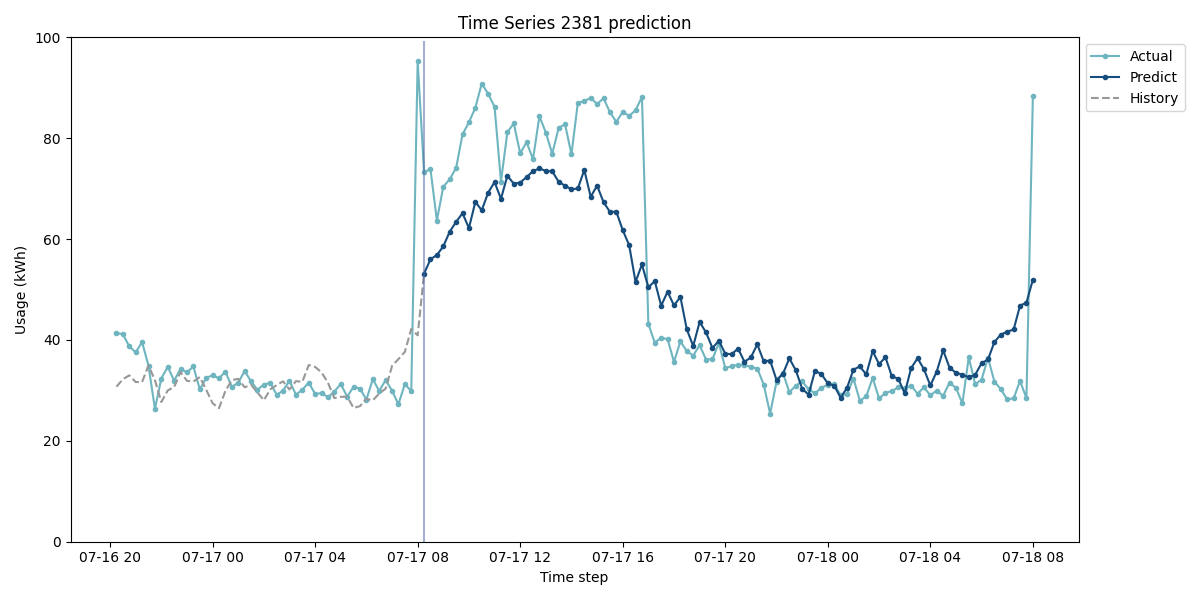 Time Series 2381 prediction
100
80
60
40
20
0
Usage (kWh)
07-16 20
07-17 00
07-17 04
07-17 08
07-17 12
07-17 16
07-17 20
07-18 00
07-18 04
07-18 08
Time step
Actual
Predict
History